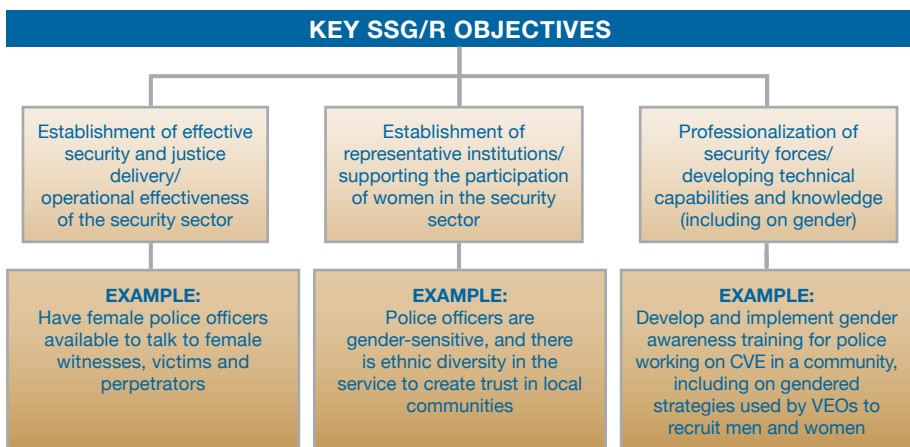 KEY SSG/R OBJECTIVES
Establishment of effective
security and justice
delivery/
operational effectiveness
of the security sector
Establishment of
representative institutions/
supporting the participation
of women in the security
sector
Professionalization of
security forces/
developing technical
capabilities and knowledge
(including on gender)
EXAMPLE:
Have female police officers
available to talk to female
witnesses, victims and
perpetrators
EXAMPLE:
Police officers are
gender-sensitive, and there
is ethnic diversity in the
service to create trust in local
communities
EXAMPLE:
Develop and implement gender
awareness training for police
working on CVE in a community,
including on gendered
strategies used by VEOs to
recruit men and women